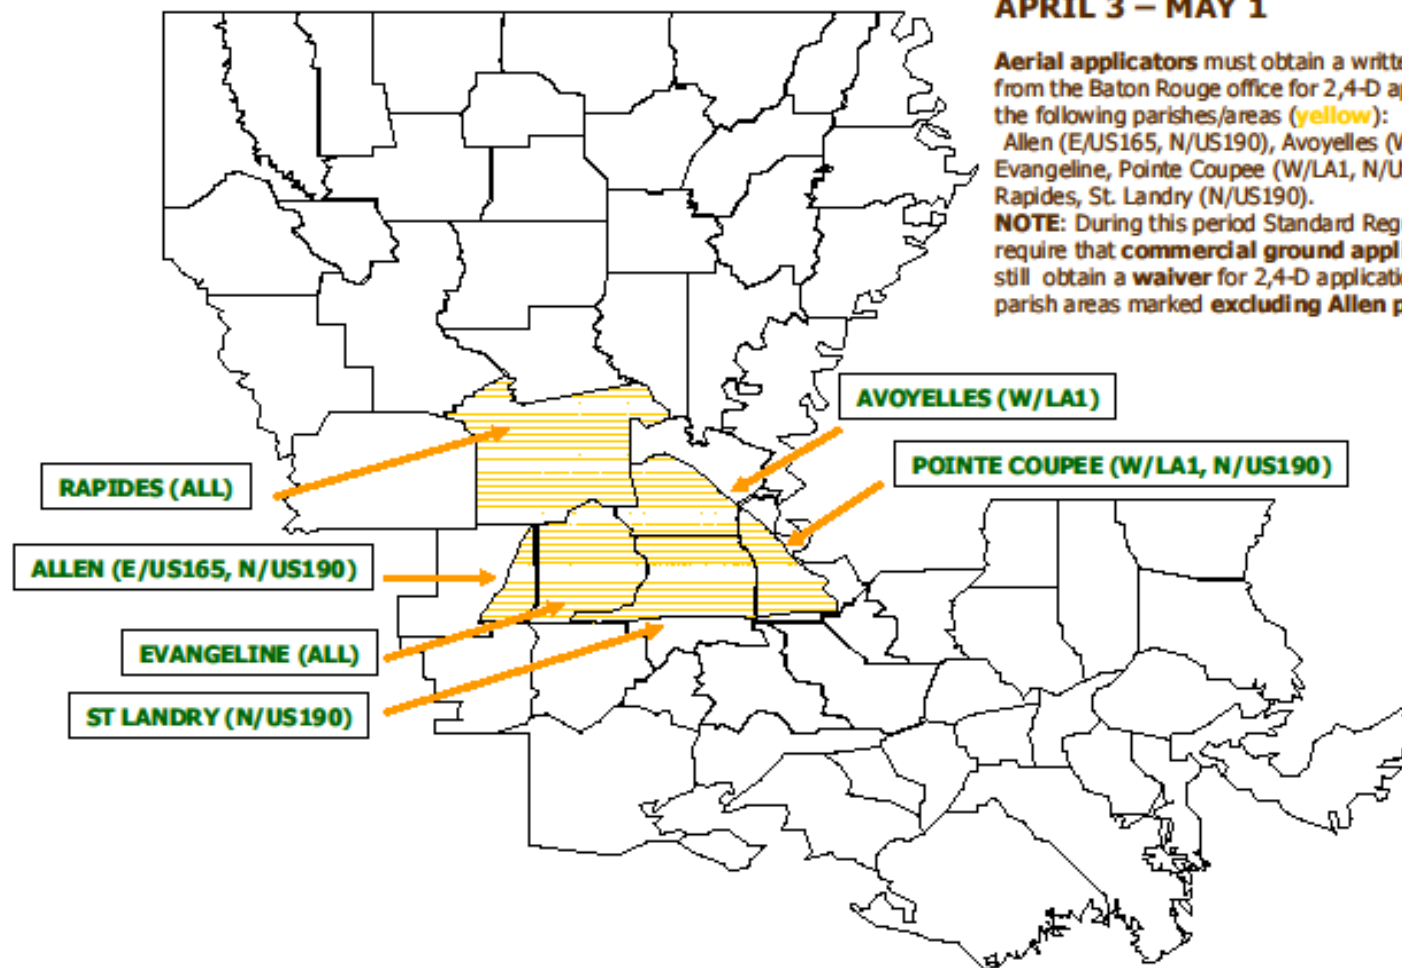 APRIL 3 – MAY 1
Aerial applicators must obtain a writte
from the Baton Rouge office for 2,4-D a
the following parishes/areas (yellow):
Allen (E/US165, N/US190), Avoyelles (
Evangeline, Pointe Coupee (W/LA1, N/U
Rapides, St. Landry (N/US190).
NOTE: During this period Standard Reg
require that commercial ground appli
still obtain a waiver for 2,4-D applicati
parish areas marked excluding Allen p
AVOYELLES (W/LA1)
POINTE COUPEE (W/LA1, N/US190)
RAPIDES (ALL)
ALLEN (E/US165, N/US190)
EVANGELINE (ALL)
ST LANDRY (N/US190)